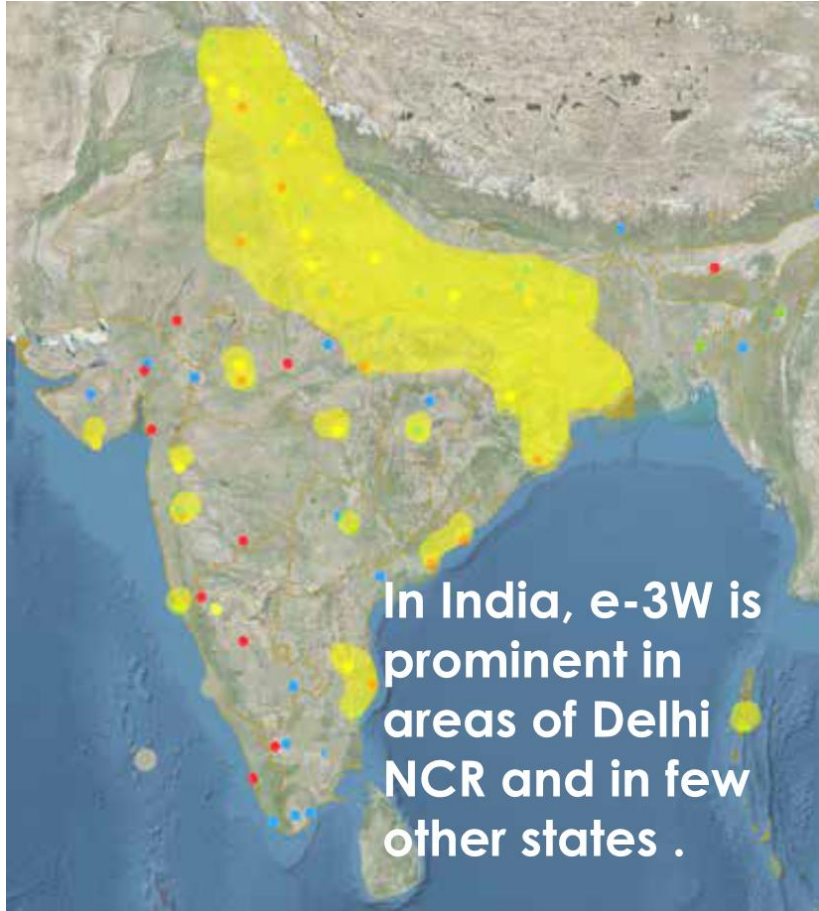 In India, e-3W is
prominent in
areas of Delhi
NCR and in few
other states .